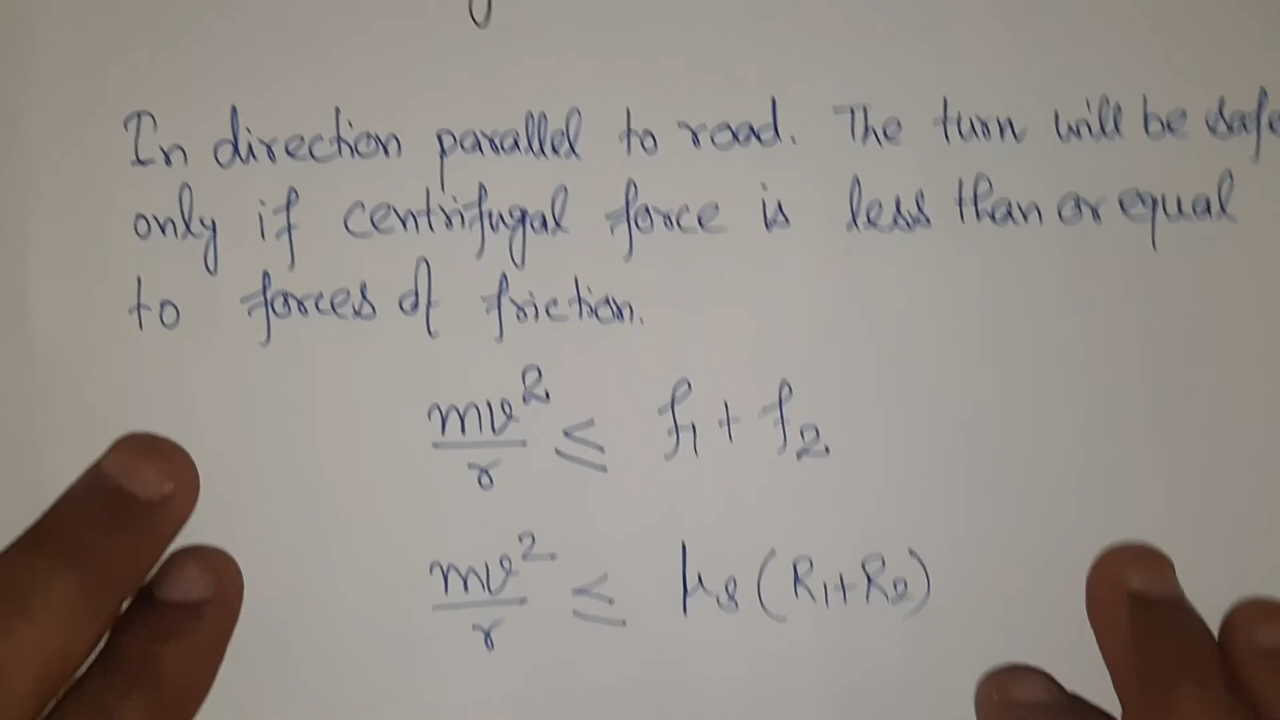 In direction parallel to road. The turn will be safe
only if centrifugal force is less than or equal
to forces of friction.
mv²/r ≤ f₁ + f₂
mv²/r ≤ μs (R₁+R₂)